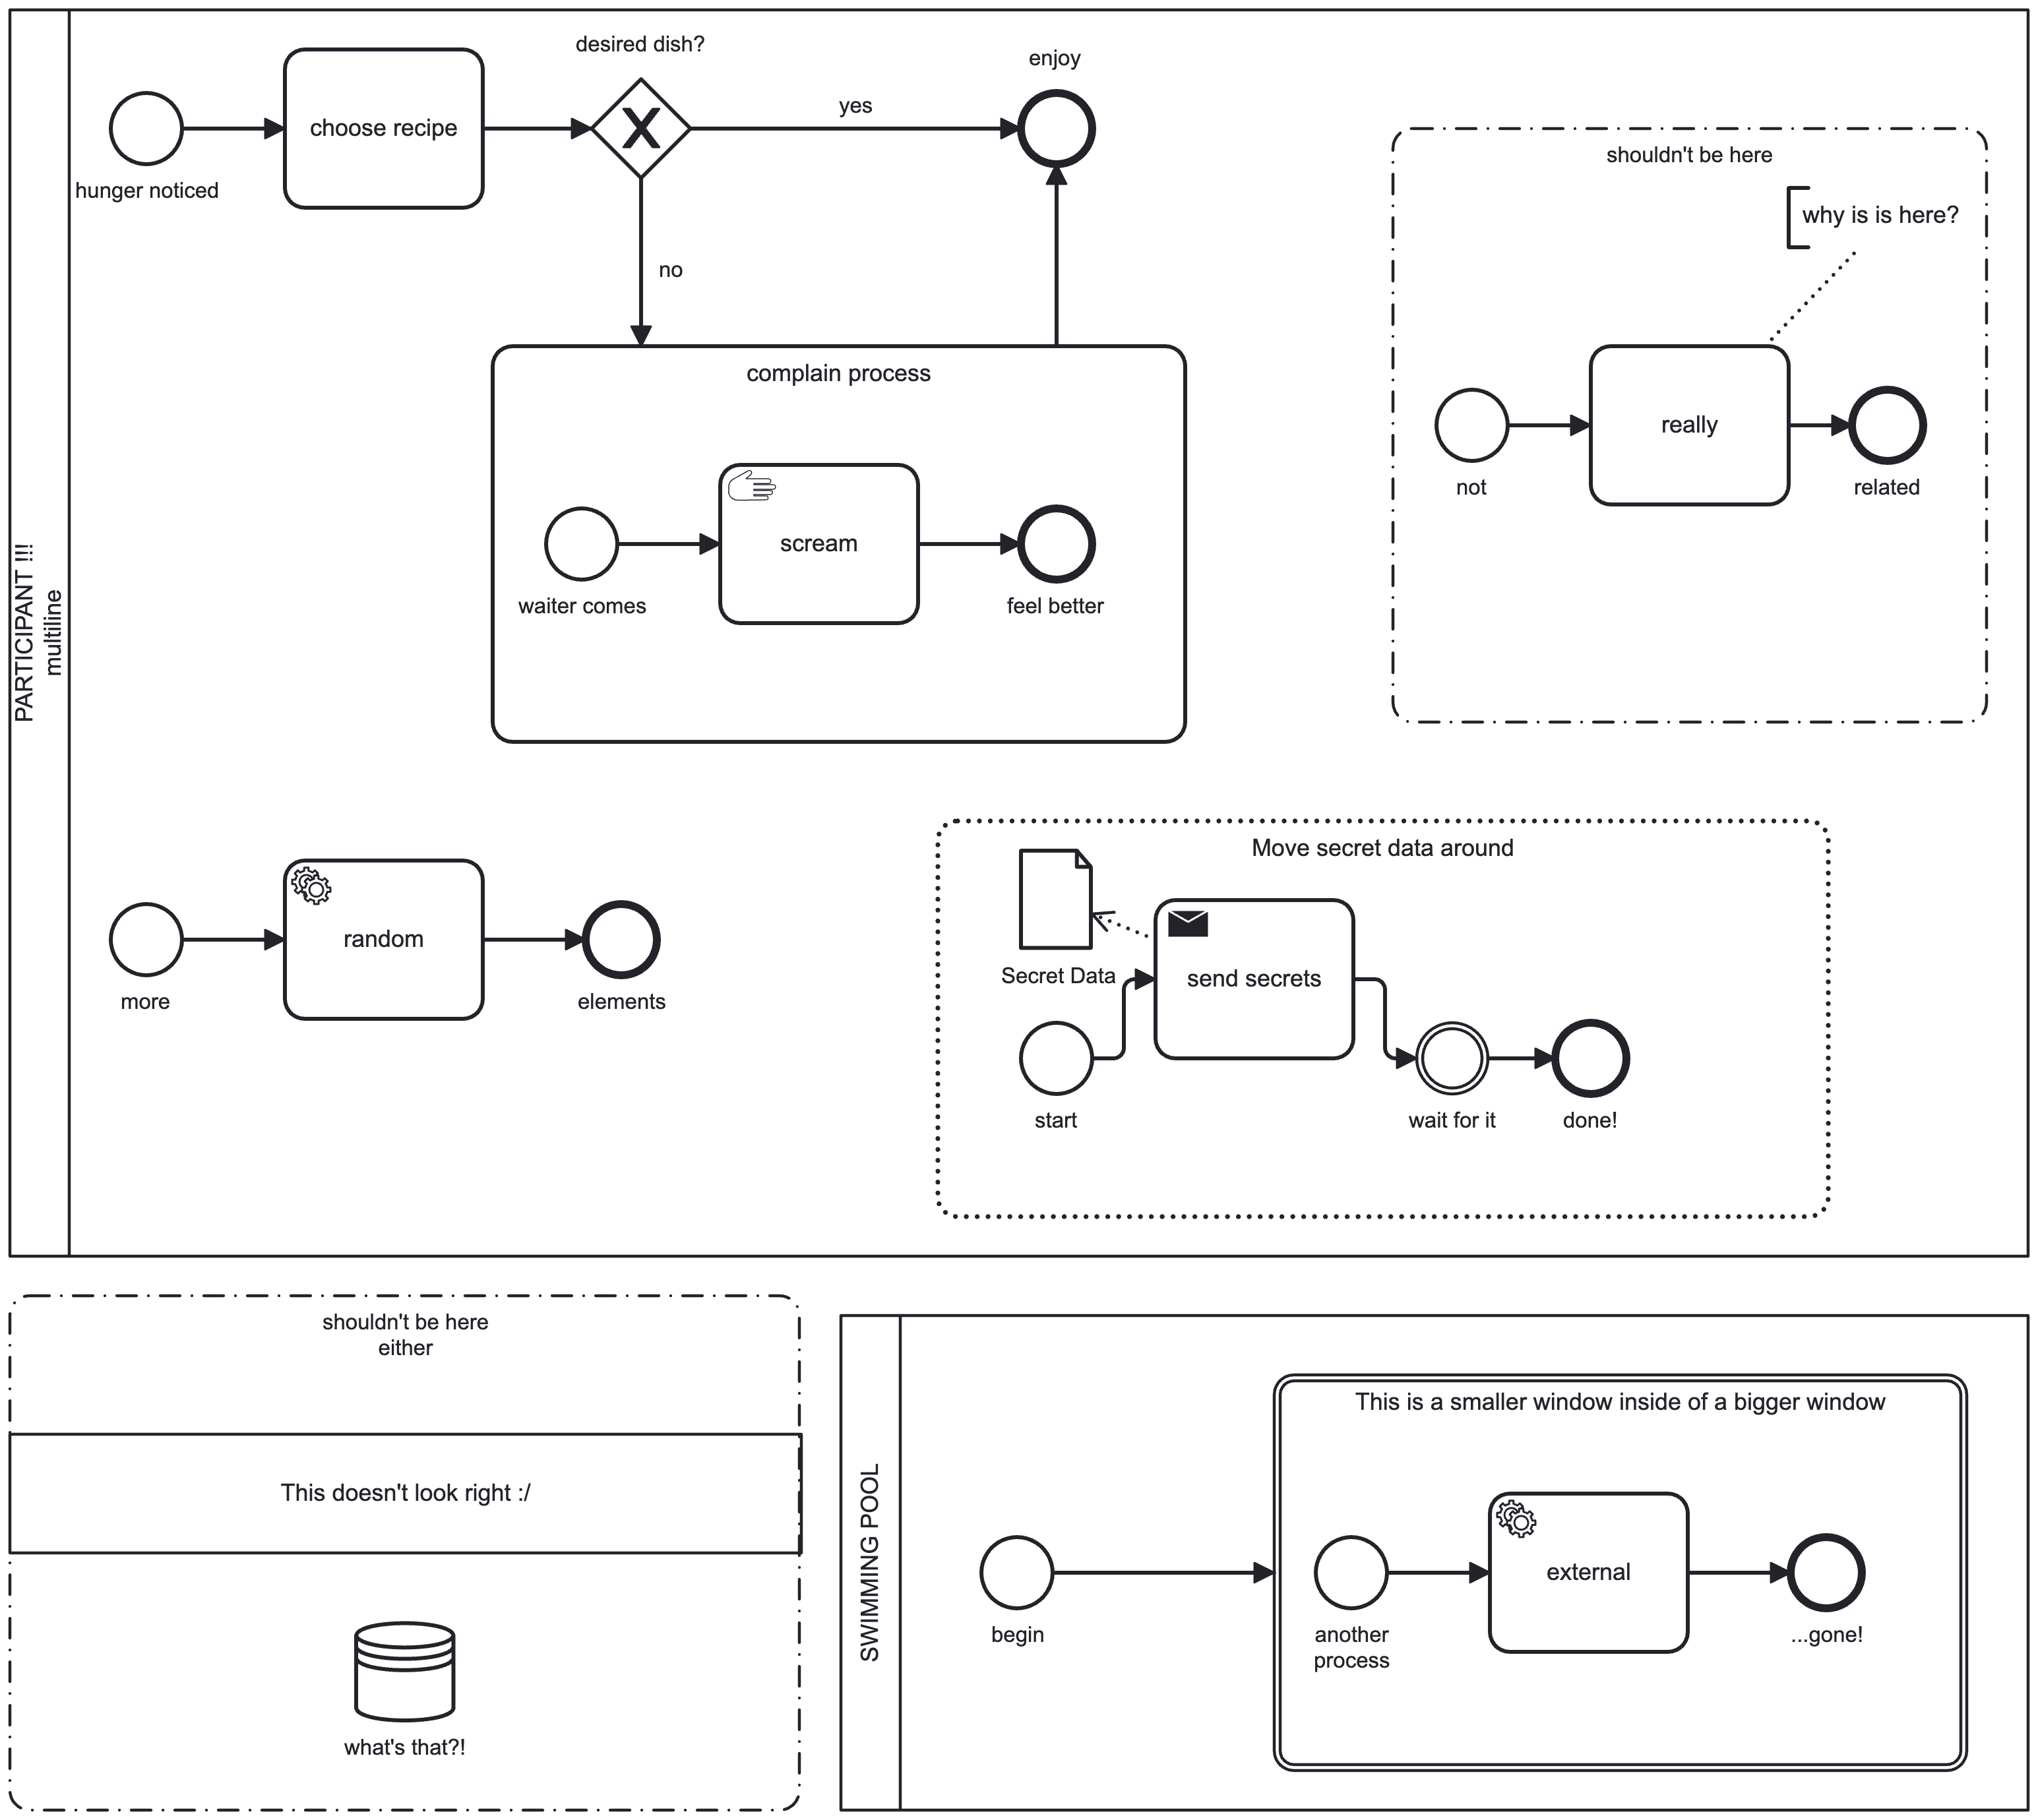 PARTICIPANT !!!
multiline
desired dish?
enjoy
yes
choose recipe
hunger noticed
no
shouldn't be here
why is is here?
complain process
really
not
related
scream
waiter comes
feel better
Move secret data around
random
more
elements
Secret Data
send secrets
start
wait for it
done!
shouldn't be here
either
This doesn't look right :/
what's that?!
SWIMMING POOL
This is a smaller window inside of a bigger window
external
begin
another
process
...gone!